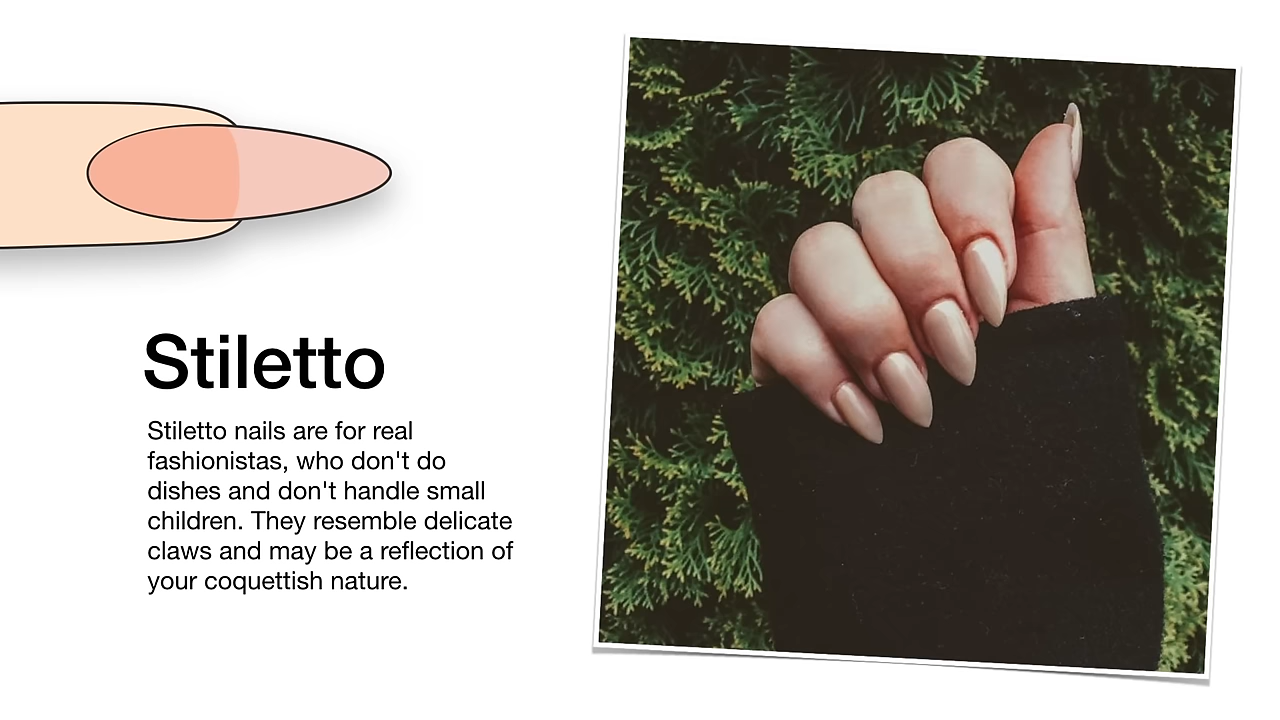 Stiletto
Stiletto nails are for real
fashionistas, who don't do
dishes and don't handle small
children. They resemble delicate
claws and may be a reflection of
your coquettish nature.